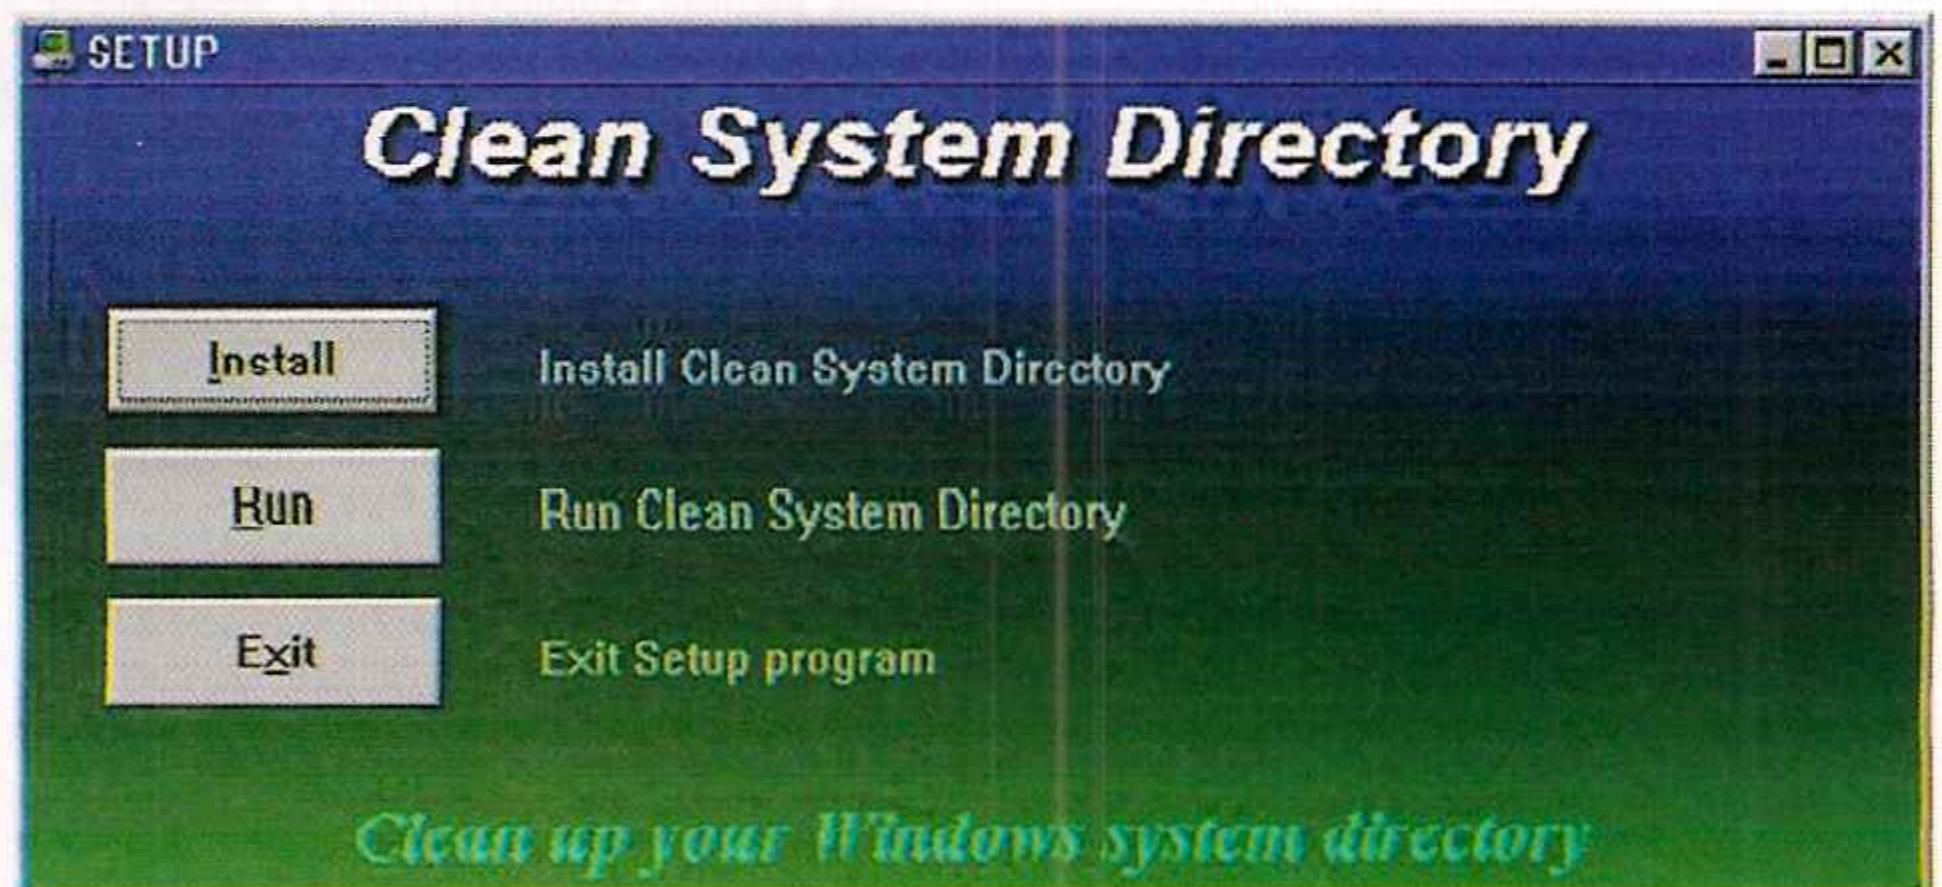 SETUP
Clean System Directory
Install
Install Clean System Directory
Run
Run Clean System Directory
Exit
Exit Setup program
Clean up your Windows system directory